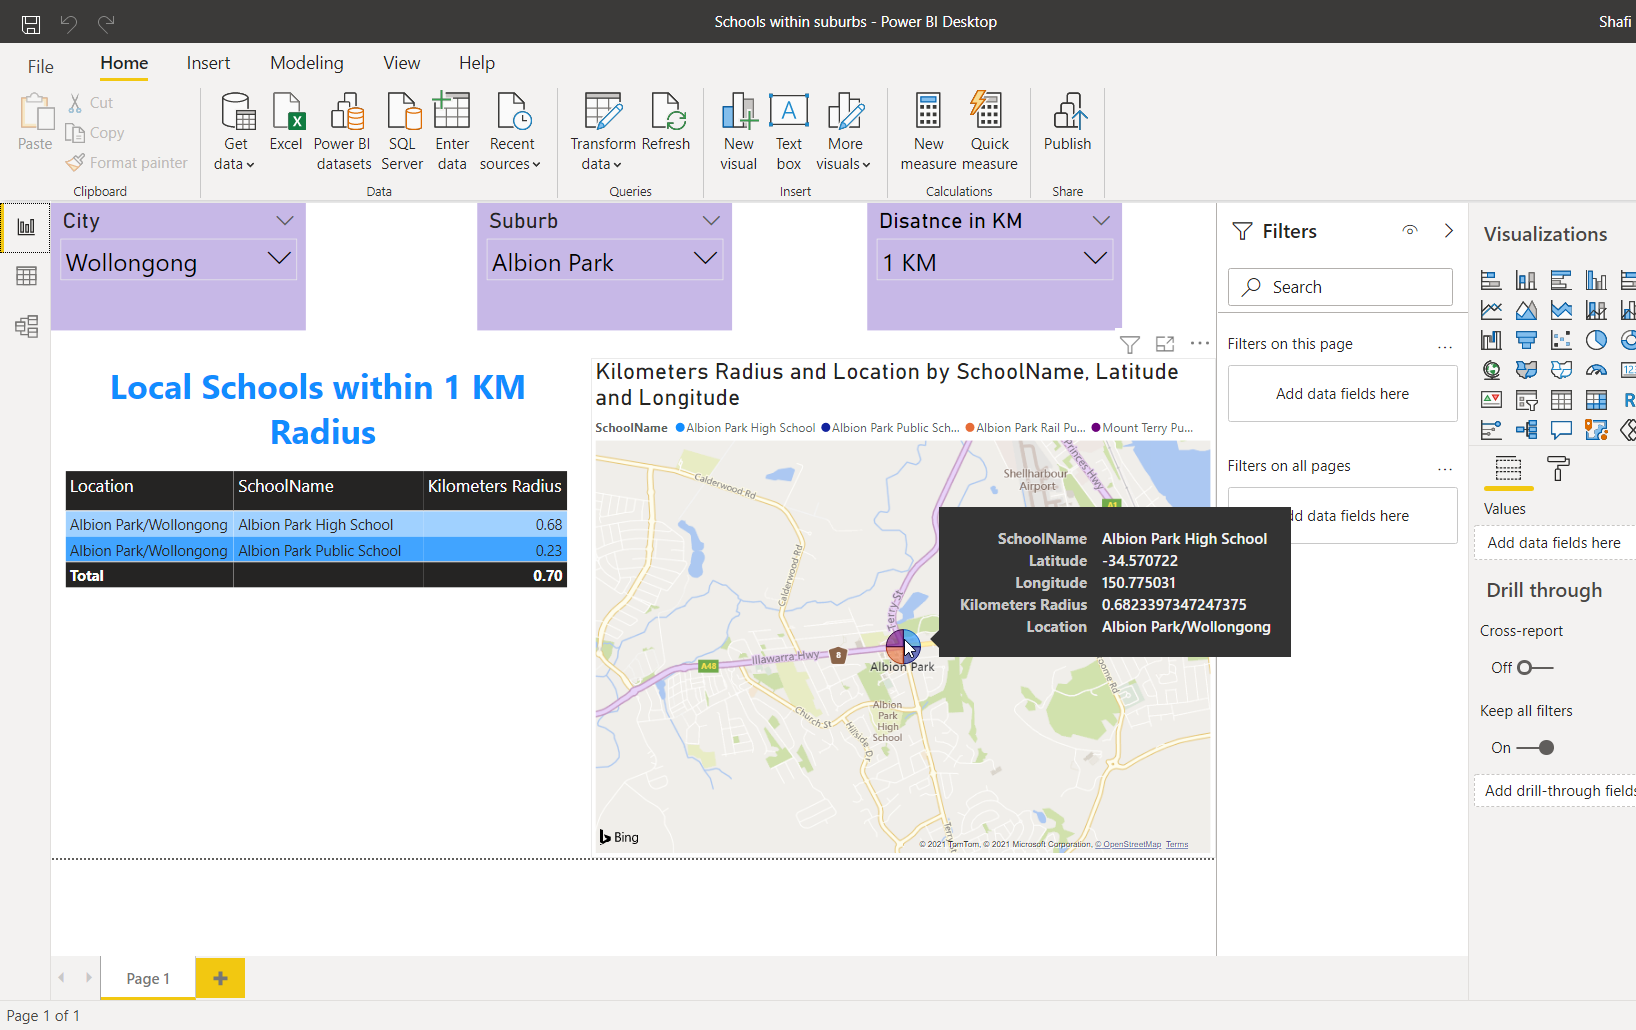 Schools within suburbs - Power BI Desktop
Shafi
File
Home
Insert
Modeling
View
Help
Paste
Cut
Copy
Format painter
Clipboard
Get data
Excel
Power BI datasets
SQL Server
Enter data
Recent sources
Data
Transform data
Refresh
Queries
New visual
Text box
More visuals
Insert
New measure
Quick measure
Calculations
Publish
Share
City
Wollongong
Suburb
Albion Park
Disatnce in KM
1 KM
Local Schools within 1 KM
Radius
Location SchoolName Kilometers Radius
Albion Park/Wollongong Albion Park High School 0.68
Albion Park/Wollongong Albion Park Public School 0.23
Total 0.70
Kilometers Radius and Location by SchoolName, Latitude
and Longitude
SchoolName Albion Park High School Albion Park Public Sch... Albion Park Rail Pu... Mount Terry Pu...
Calderwood Rd
Princes Hwy
Shellharbour
Airport
A1
Calderwood Rd
Terry St
SchoolName Albion Park High School
Latitude -34.570722
Longitude 150.775031
Kilometers Radius 0.6823397347247375
Location Albion Park/Wollongong
A48
Illawarra Hwy
8
Albion Park
Albion
Park
High
School
Church St
Hillside D
oome Rd
Terry St
Bing
© 2021 TomTom, © 2021 Microsoft Corporation, © OpenStreetMap Terms
Filters
Search
Filters on this page
...
Add data fields here
Filters on all pages
...
dd data fields here
Visualizations
123
R
Values
Add data fields here
Drill through
Cross-report
Off
Keep all filters
On
Add drill-through fields
Page 1
+
Page 1 of 1